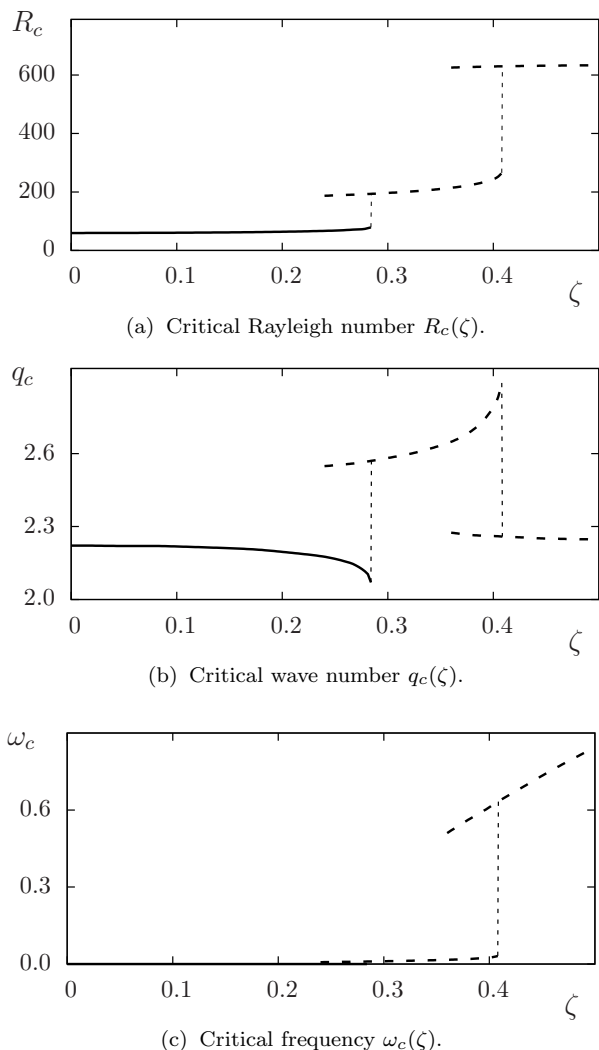 R_c
600
400
200
0
0 0.1 0.2 0.3 0.4
ζ
(a) Critical Rayleigh number R_c(ζ).
q_c
2.6
2.3
2.0
0 0.1 0.2 0.3 0.4
ζ
(b) Critical wave number q_c(ζ).
ω_c
0.6
0.3
0.0
0 0.1 0.2 0.3 0.4
ζ
(c) Critical frequency ω_c(ζ).